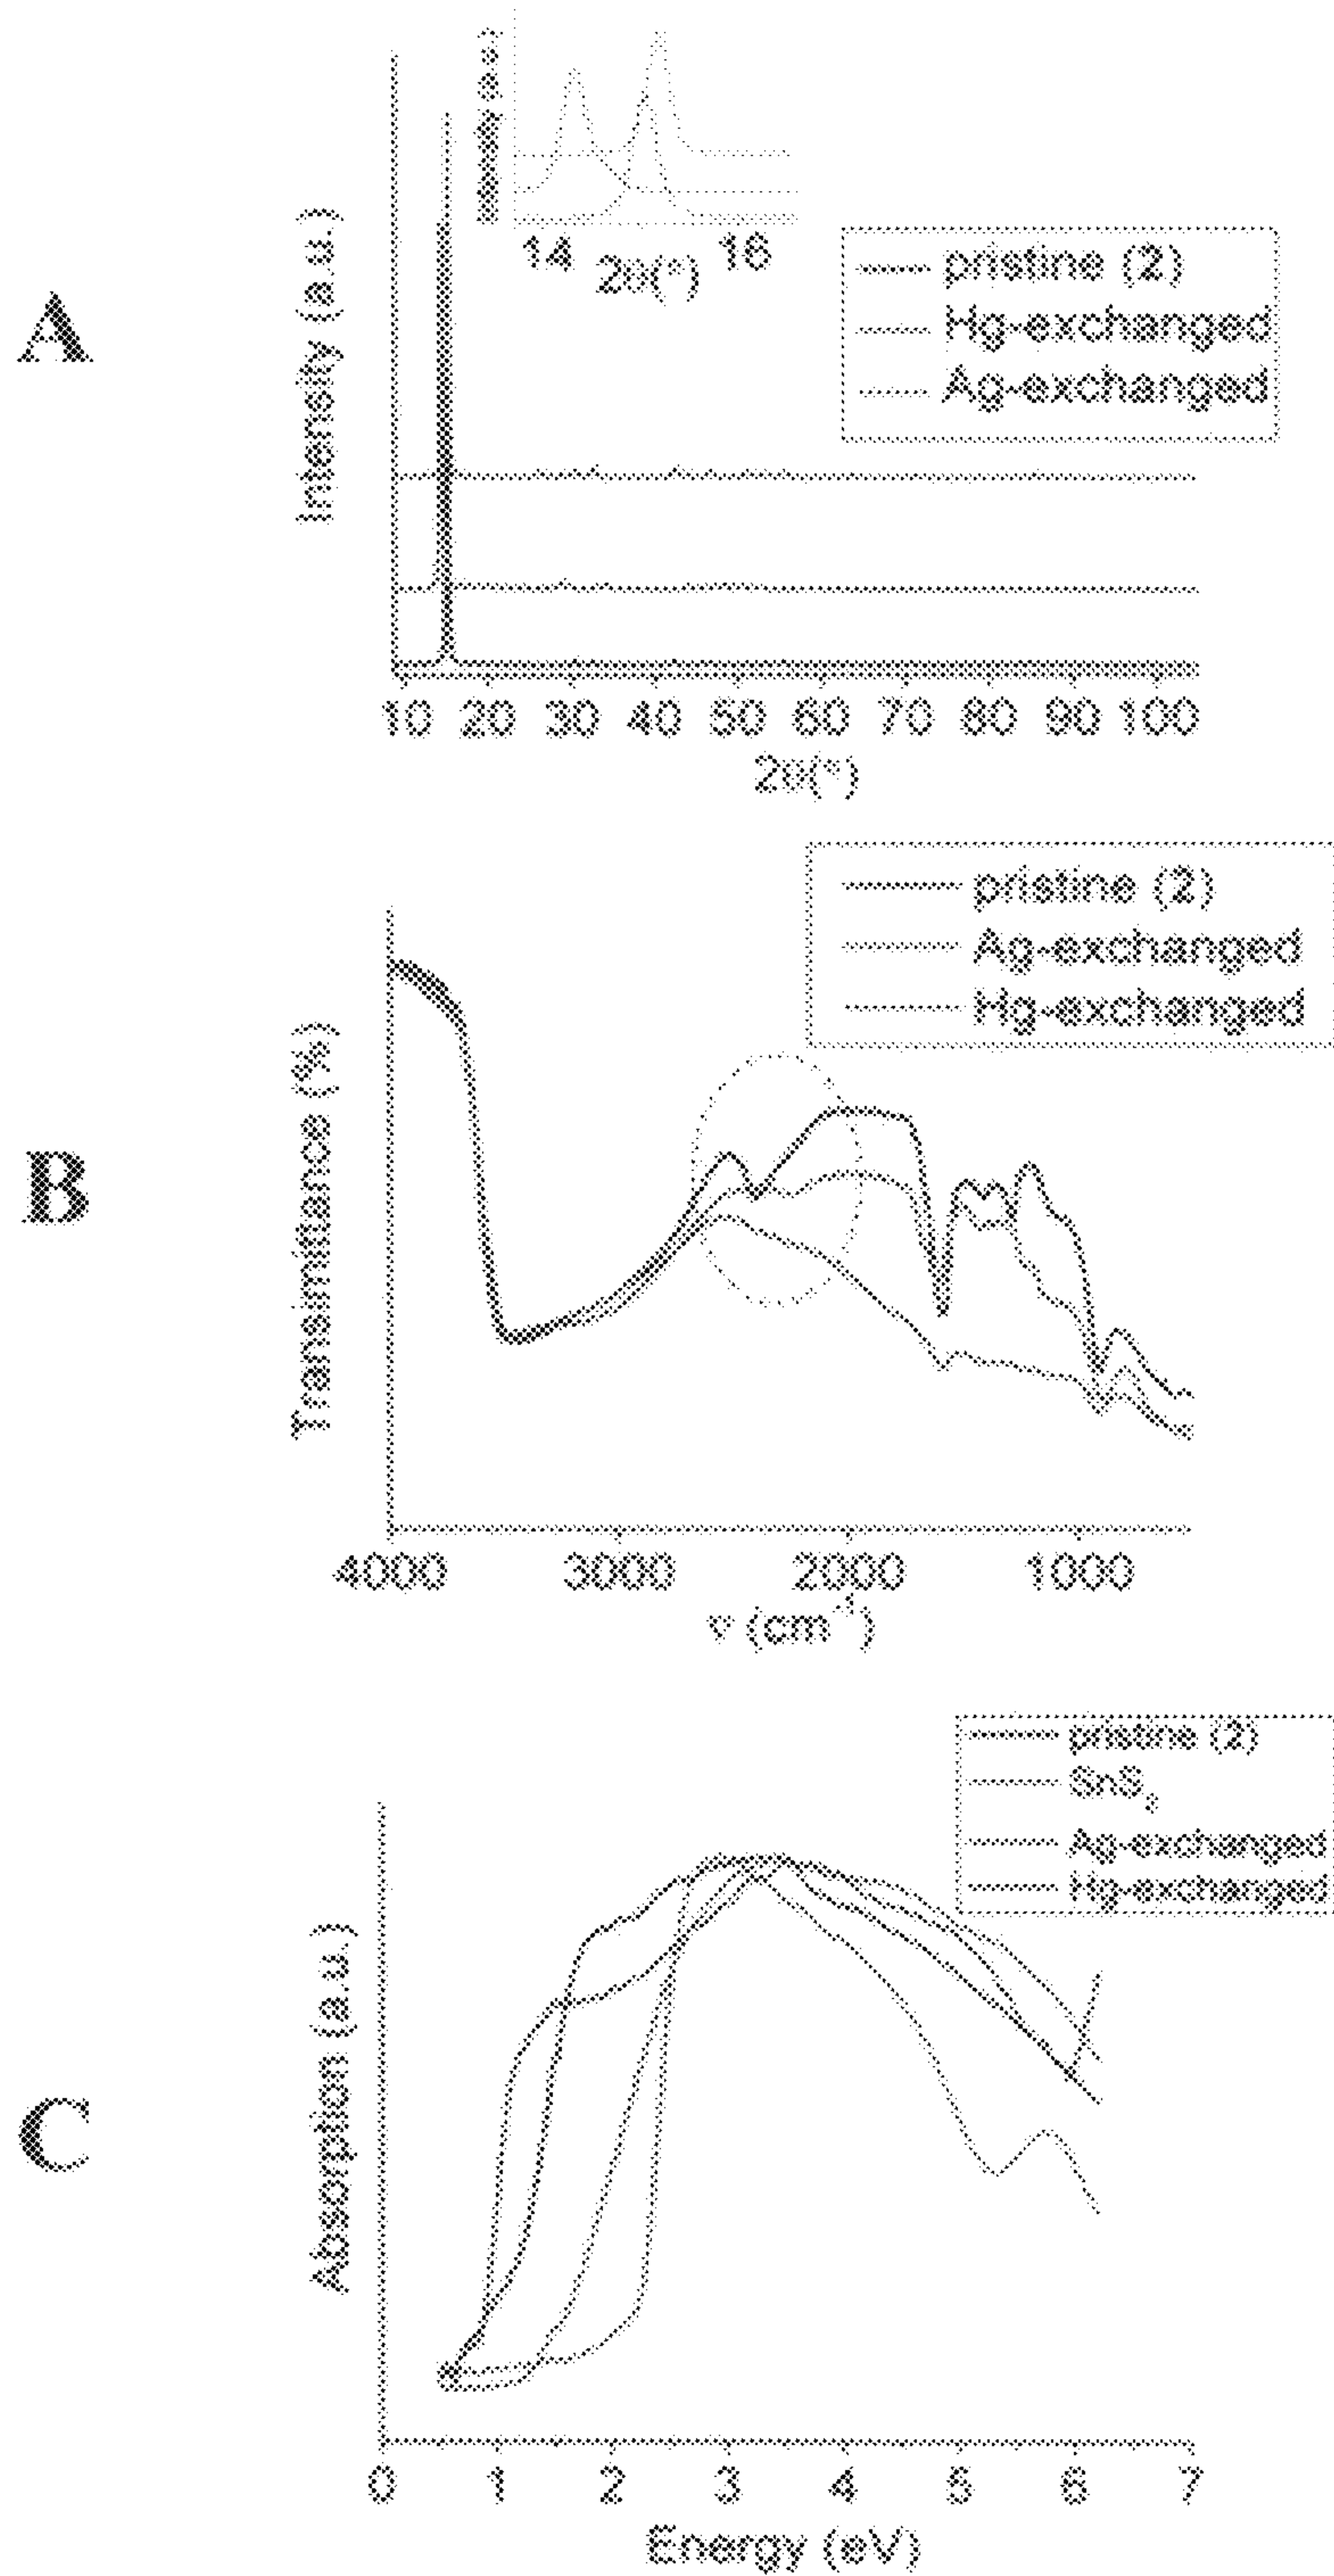 A
Intensity (a.u.)
14 16
2θ(°)
pristine (2)
Hg-exchanged
Ag-exchanged
10 20 30 40 50 60 70 80 90 100
2θ(°)
B
Transimitance (%)
pristine (2)
Ag-exchanged
Hg-exchanged
4000 3000 2000 1000
ν (cm⁻¹)
C
Absorption (a.u.)
pristine (2)
SnS₂
Ag-exchanged
Hg-exchanged
0 1 2 3 4 5 6 7
Energy (eV)